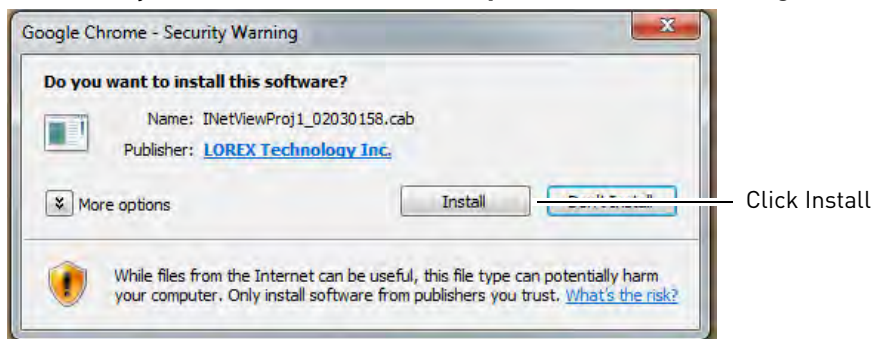 Google Chrome - Security Warning
Do you want to install this software?
Name: INetViewProj1_02030158.cab
Publisher: LOREX Technology Inc.
More options
Install
Click Install
While files from the Internet can be useful, this file type can potentially harm
your computer. Only install software from publishers you trust. What's the risk?